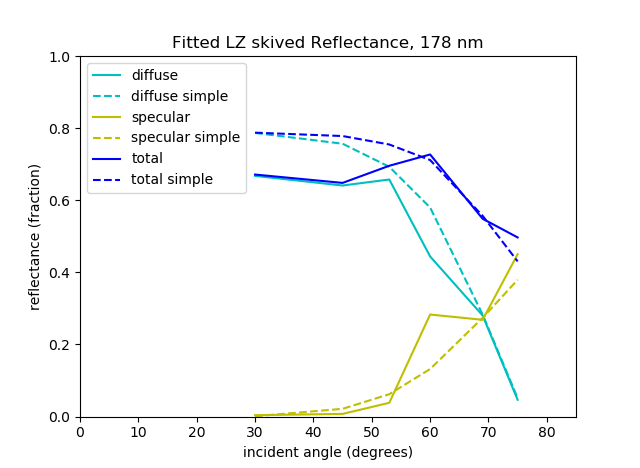 Fitted LZ skived Reflectance, 178 nm
1.0
0.8
0.6
0.4
0.2
0.0
reflectance (fraction)
diffuse
diffuse simple
specular
specular simple
total
total simple
0 10 20 30 40 50 60 70 80
incident angle (degrees)